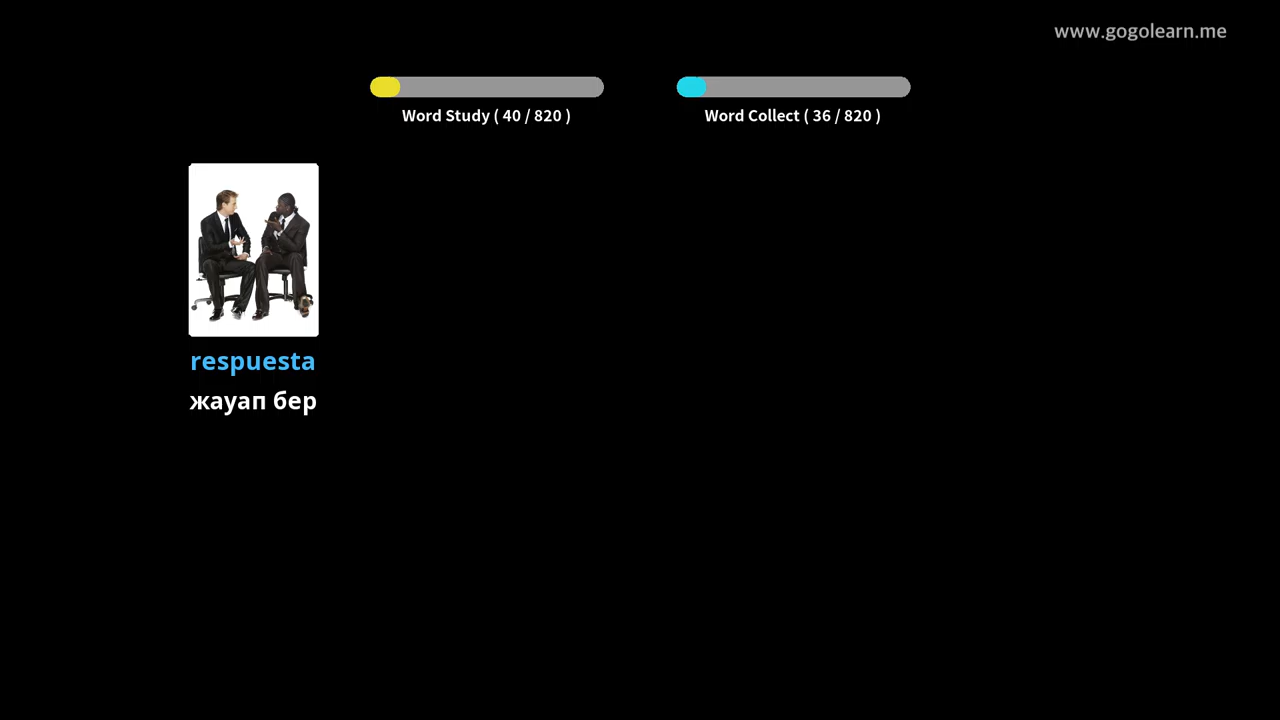 www.gogolearn.me
Word Study ( 40 / 820 )
Word Collect ( 36 / 820 )
respuesta
жауап бер